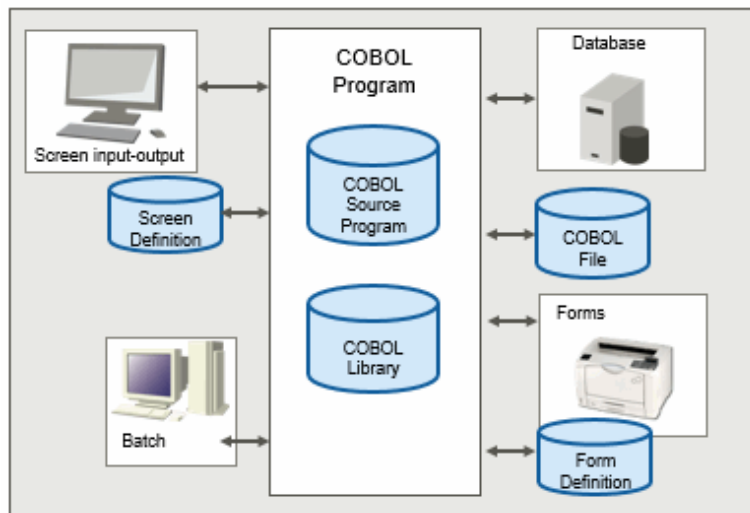 COBOL
Program
Database
Screen input-output
COBOL
Source
Program
Screen
Definition
COBOL
File
Forms
COBOL
Library
Batch
Form
Definition